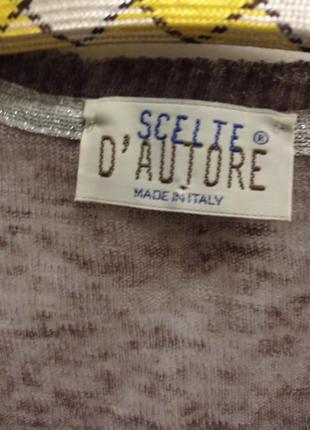 SCELTE ®
D'AUTORE
MADE IN ITALY